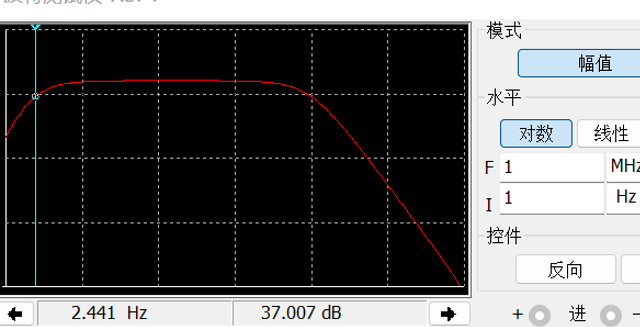 模式
幅值
水平
对数 线性
F 1 MHz
I 1 Hz
控件
反向
2.441 Hz 37.007 dB
+ 进 -